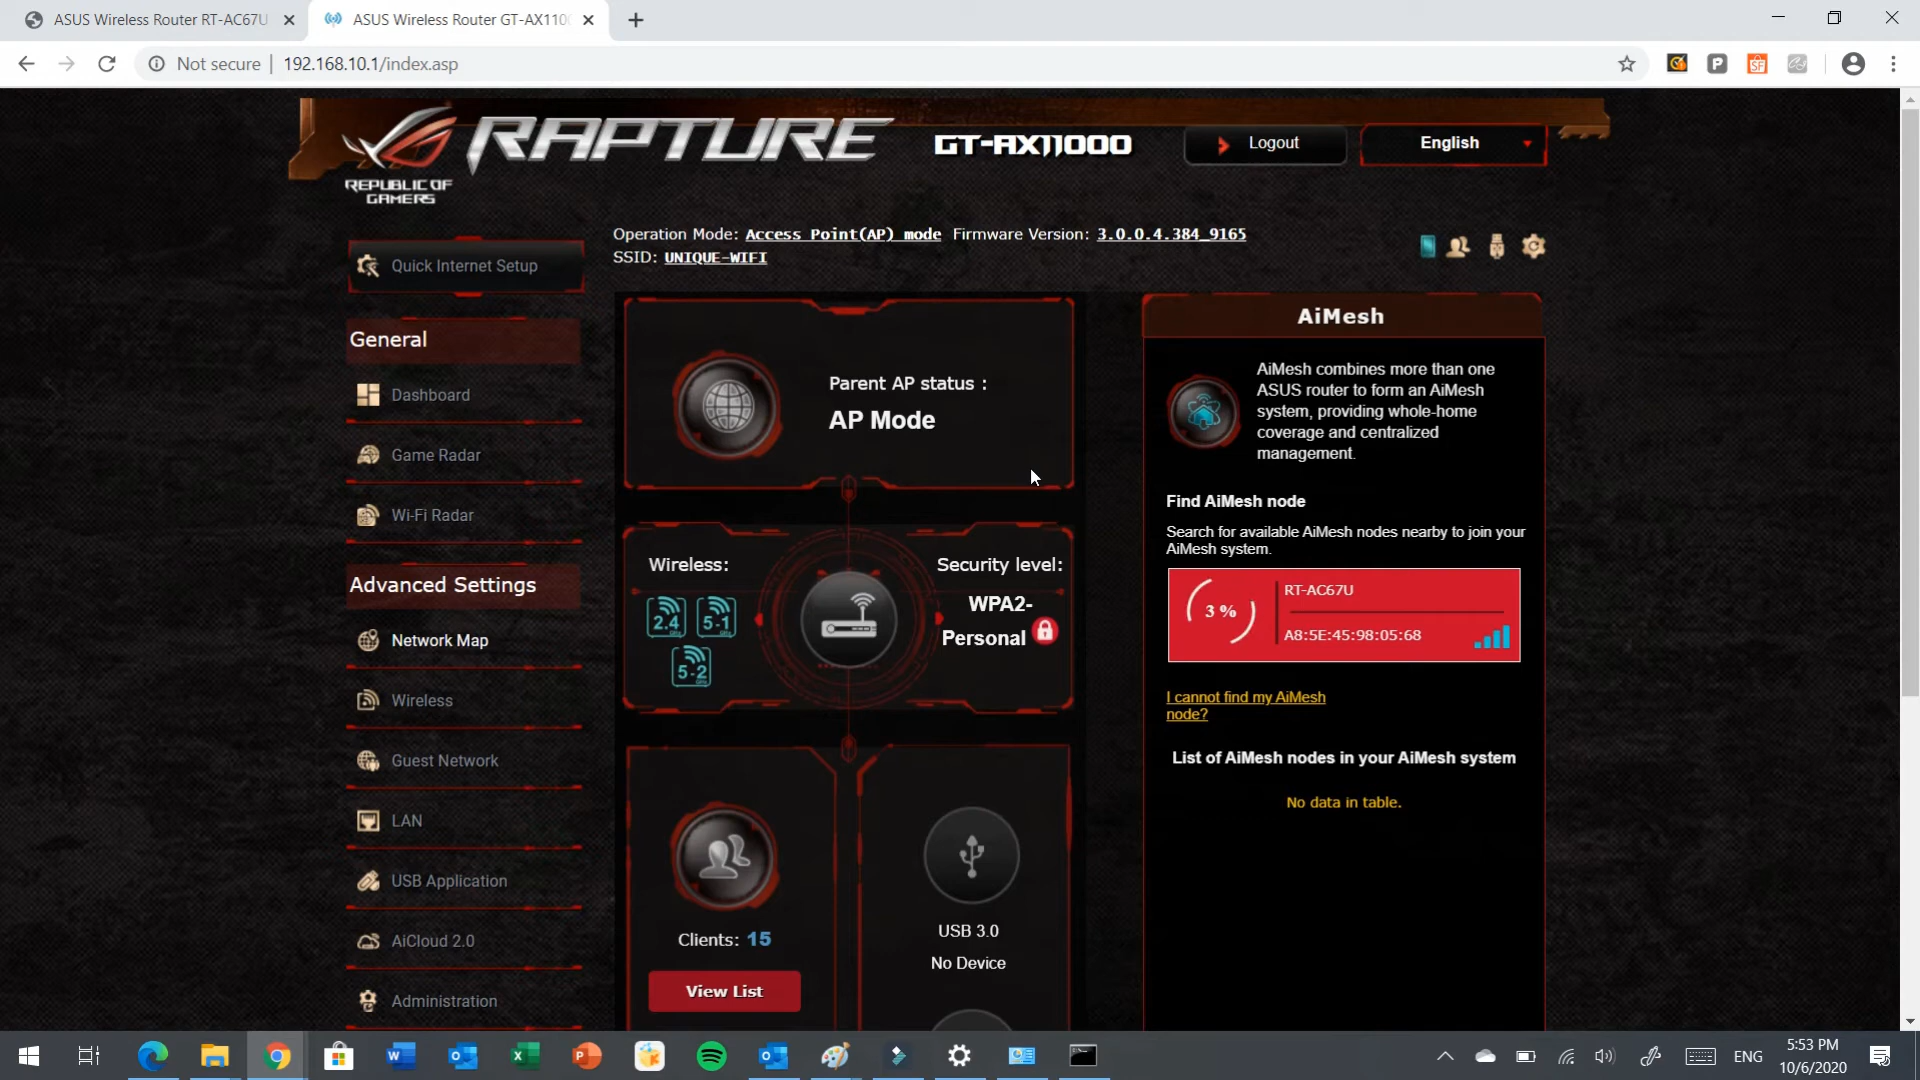 ASUS Wireless Router RT-AC67U
ASUS Wireless Router GT-AX1100
Not secure | 192.168.10.1/index.asp
REPUBLIC OF
GAMERS
RAPTURE
GT-AX11000
Logout
English
Operation Mode: Access Point(AP) mode Firmware Version: 3.0.0.4.384_9165
SSID: UNIQUE-WIFI
Quick Internet Setup
General
Dashboard
Game Radar
Wi-Fi Radar
Advanced Settings
Network Map
Wireless
Guest Network
LAN
USB Application
AiCloud 2.0
Administration
Parent AP status :
AP Mode
Wireless:
2.4 GHz
5-1 GHz
5-2 GHz
Security level:
WPA2-
Personal
Clients: 15
View List
USB 3.0
No Device
AiMesh
AiMesh combines more than one
ASUS router to form an AiMesh
system, providing whole-home
coverage and centralized
management.
Find AiMesh node
Search for available AiMesh nodes nearby to join your
AiMesh system.
3 %
RT-AC67U
A8:5E:45:98:05:68
I cannot find my AiMesh
node?
List of AiMesh nodes in your AiMesh system
No data in table.
ENG
5:53 PM
10/6/2020